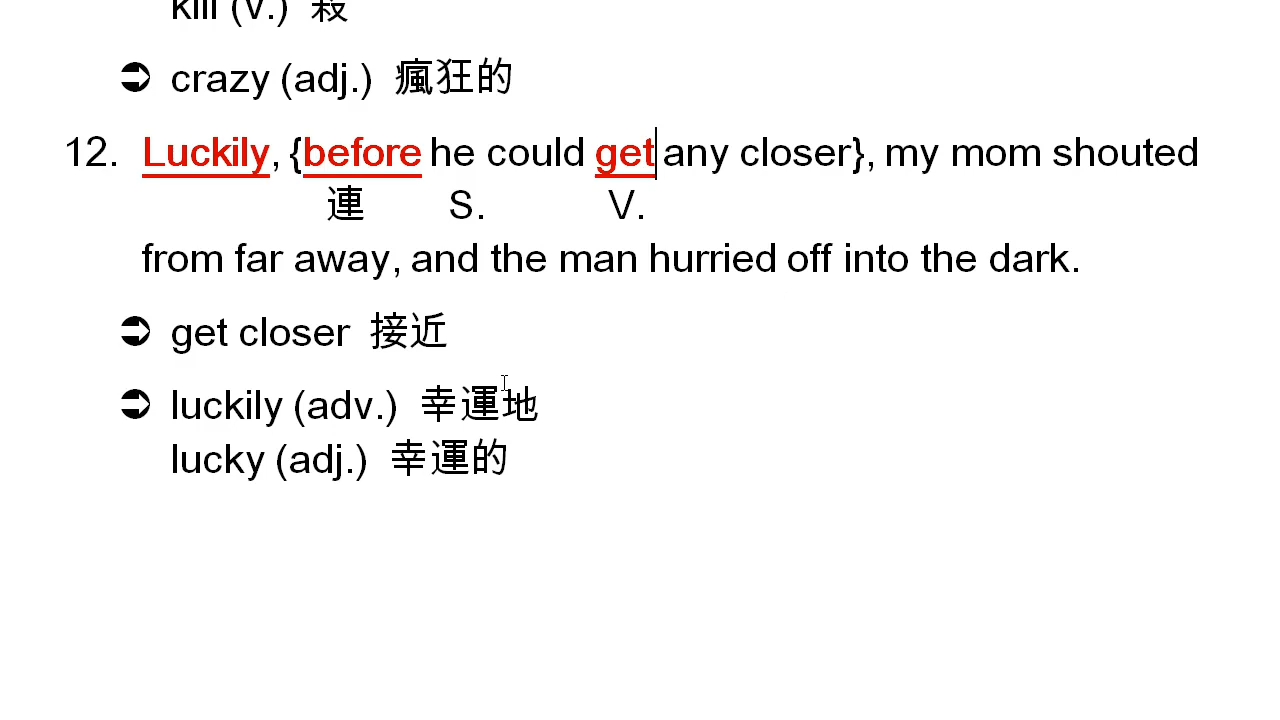 kill (v.) 殺
➲ crazy (adj.) 瘋狂的
12. Luckily, {before he could get any closer}, my mom shouted
連 S. V.
from far away, and the man hurried off into the dark.
➲ get closer 接近
➲ luckily (adv.) 幸運地
lucky (adj.) 幸運的